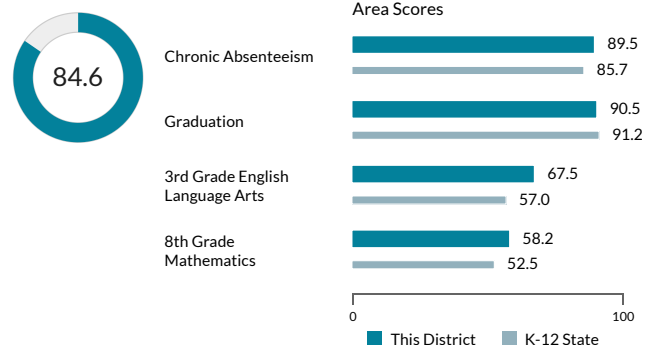 Area Scores
84.6
Chronic Absenteeism
89.5
85.7
Graduation
90.5
91.2
3rd Grade English
Language Arts
67.5
57.0
8th Grade
Mathematics
58.2
52.5
0
100
This District
K-12 State